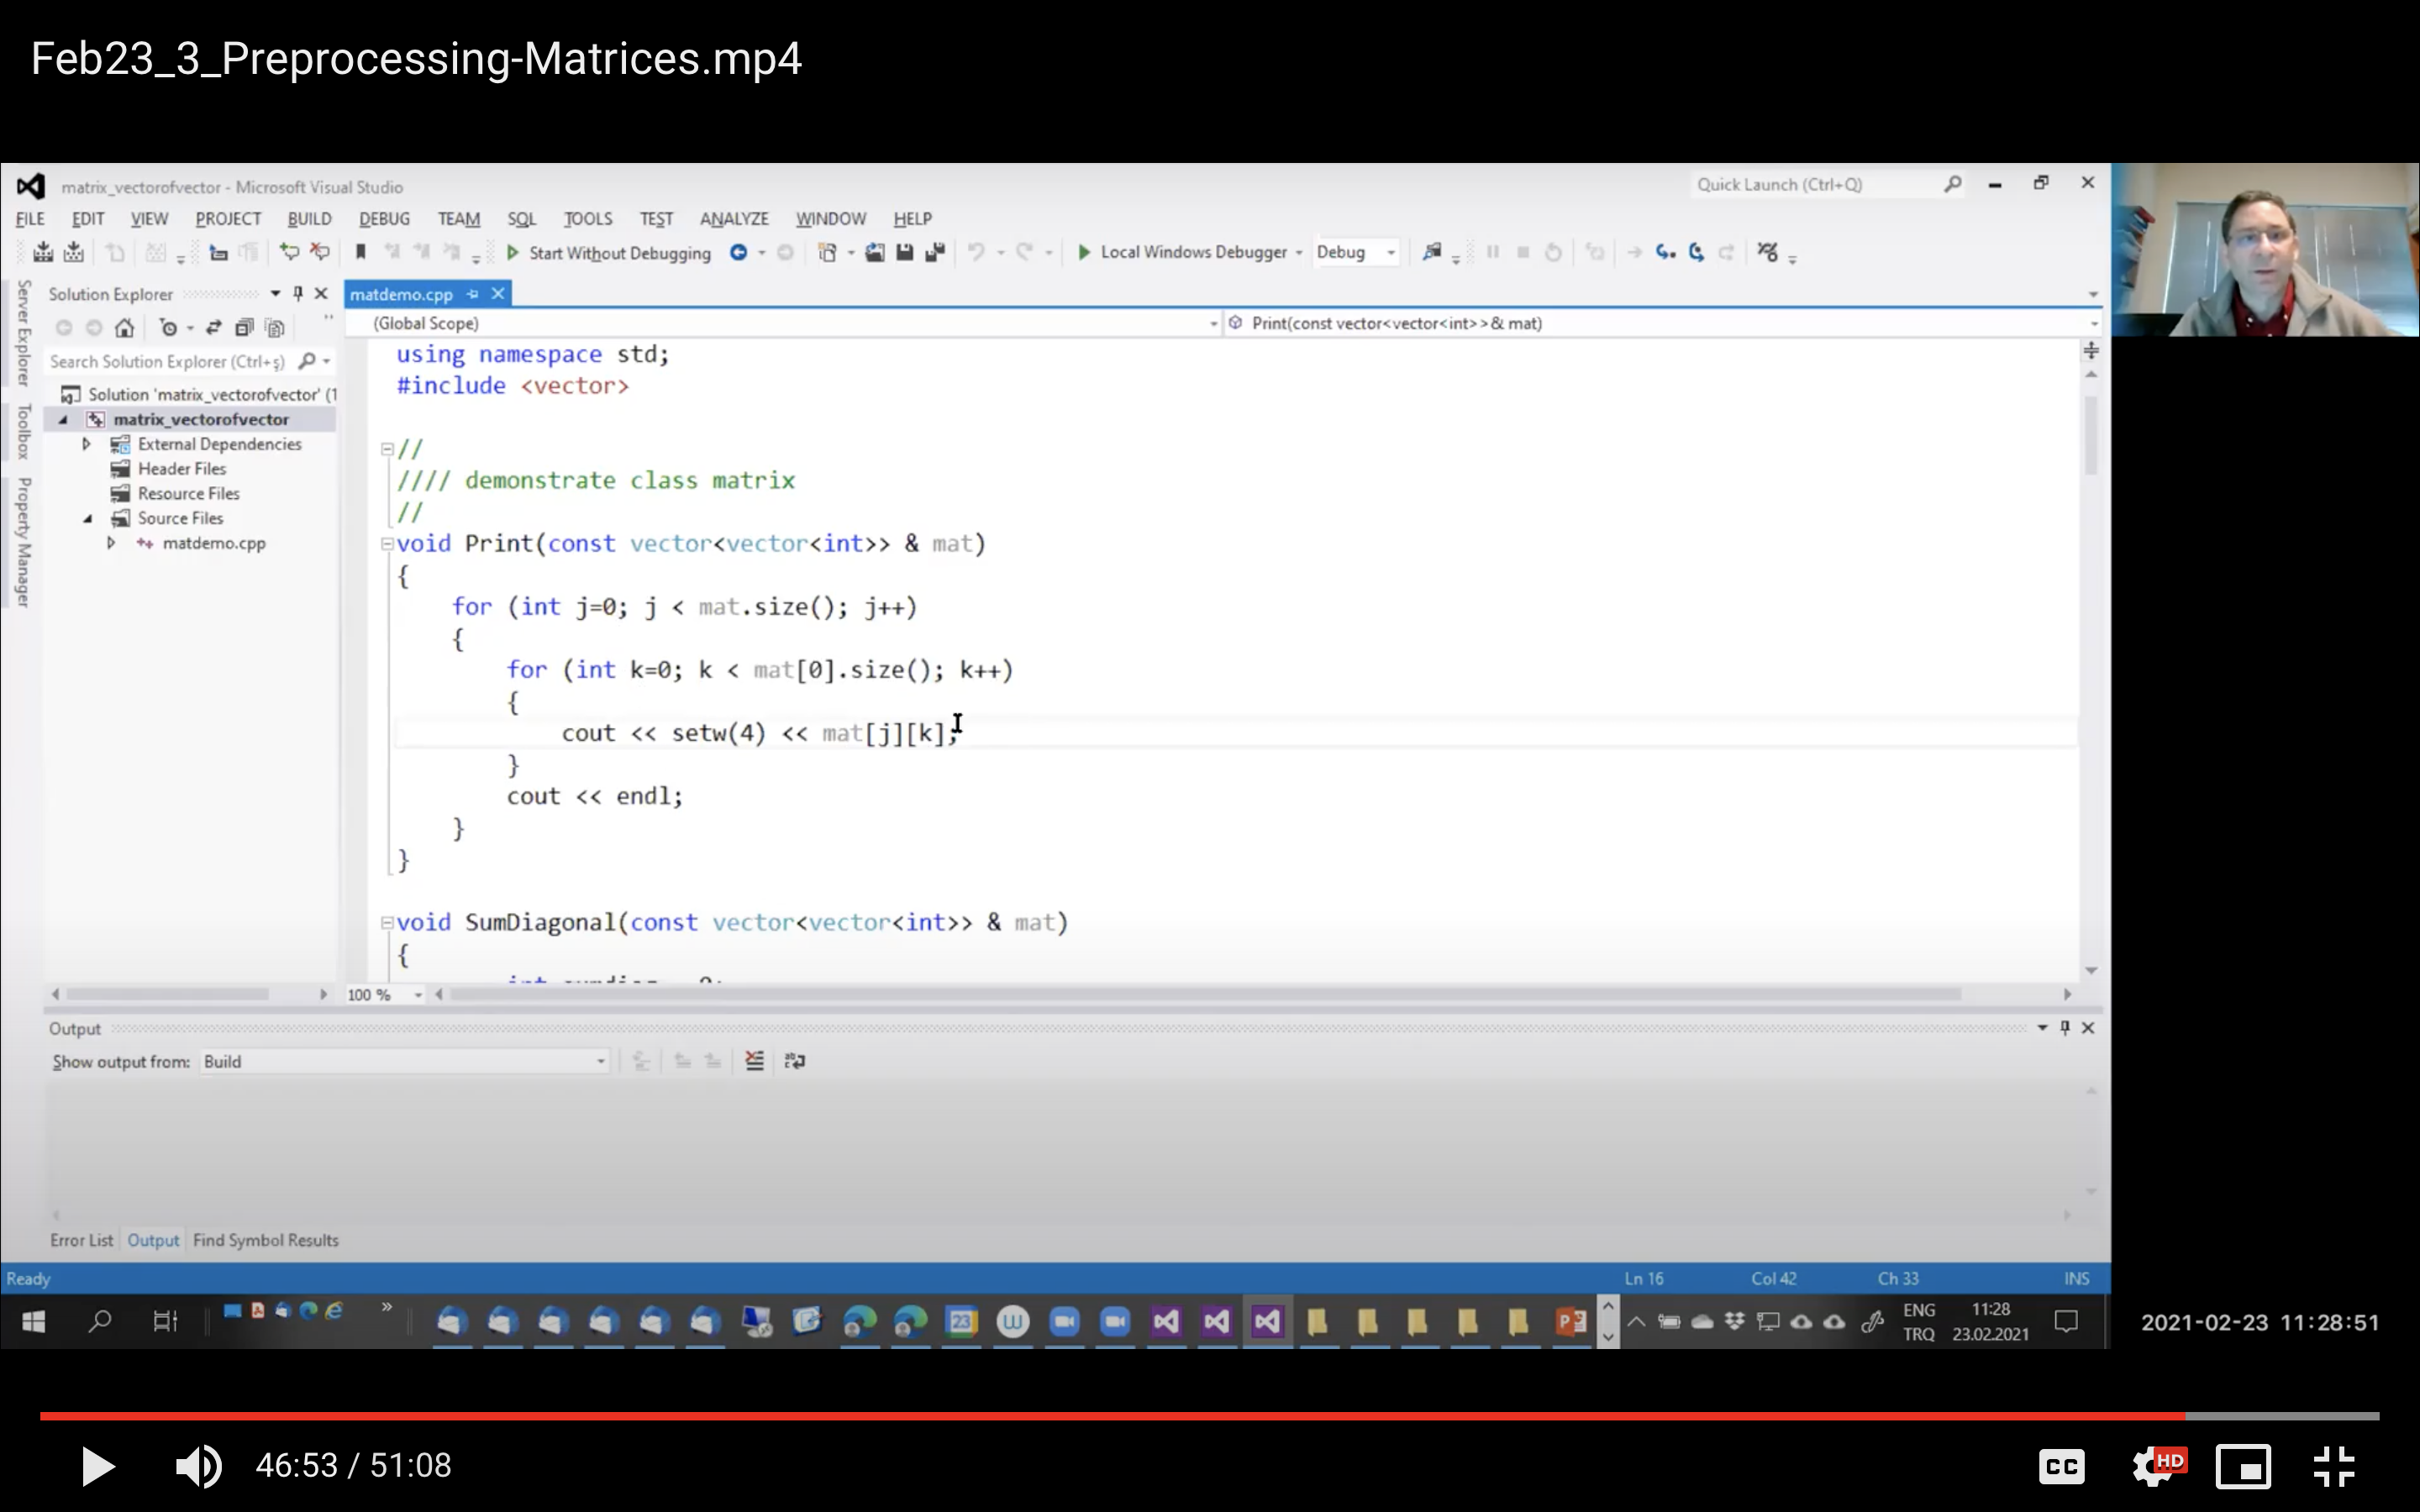 Feb23_3_Preprocessing-Matrices.mp4
matrix_vectorofvector - Microsoft Visual Studio
Quick Launch (Ctrl+Q)
FILE EDIT VIEW PROJECT BUILD DEBUG TEAM SQL TOOLS TEST ANALYZE WINDOW HELP
Start Without Debugging Local Windows Debugger Debug
Server Explorer
Toolbox
Property Manager
Solution Explorer
Search Solution Explorer (Ctrl+ş)
Solution 'matrix_vectorofvector' (1
matrix_vectorofvector
External Dependencies
Header Files
Resource Files
Source Files
matdemo.cpp
matdemo.cpp
(Global Scope) Print(const vector<vector<int>>& mat)
using namespace std;
#include <vector>
//
//// demonstrate class matrix
//
void Print(const vector<vector<int>> & mat)
{
for (int j=0; j < mat.size(); j++)
{
for (int k=0; k < mat[0].size(); k++)
{
cout << setw(4) << mat[j][k];
}
cout << endl;
}
}
void SumDiagonal(const vector<vector<int>> & mat)
{
100 %
Output
Show output from: Build
Error List Output Find Symbol Results
Ready Ln 16 Col 42 Ch 33 INS
23
ENG
TRQ
11:28
23.02.2021
2021-02-23 11:28:51
46:53 / 51:08
CC
HD